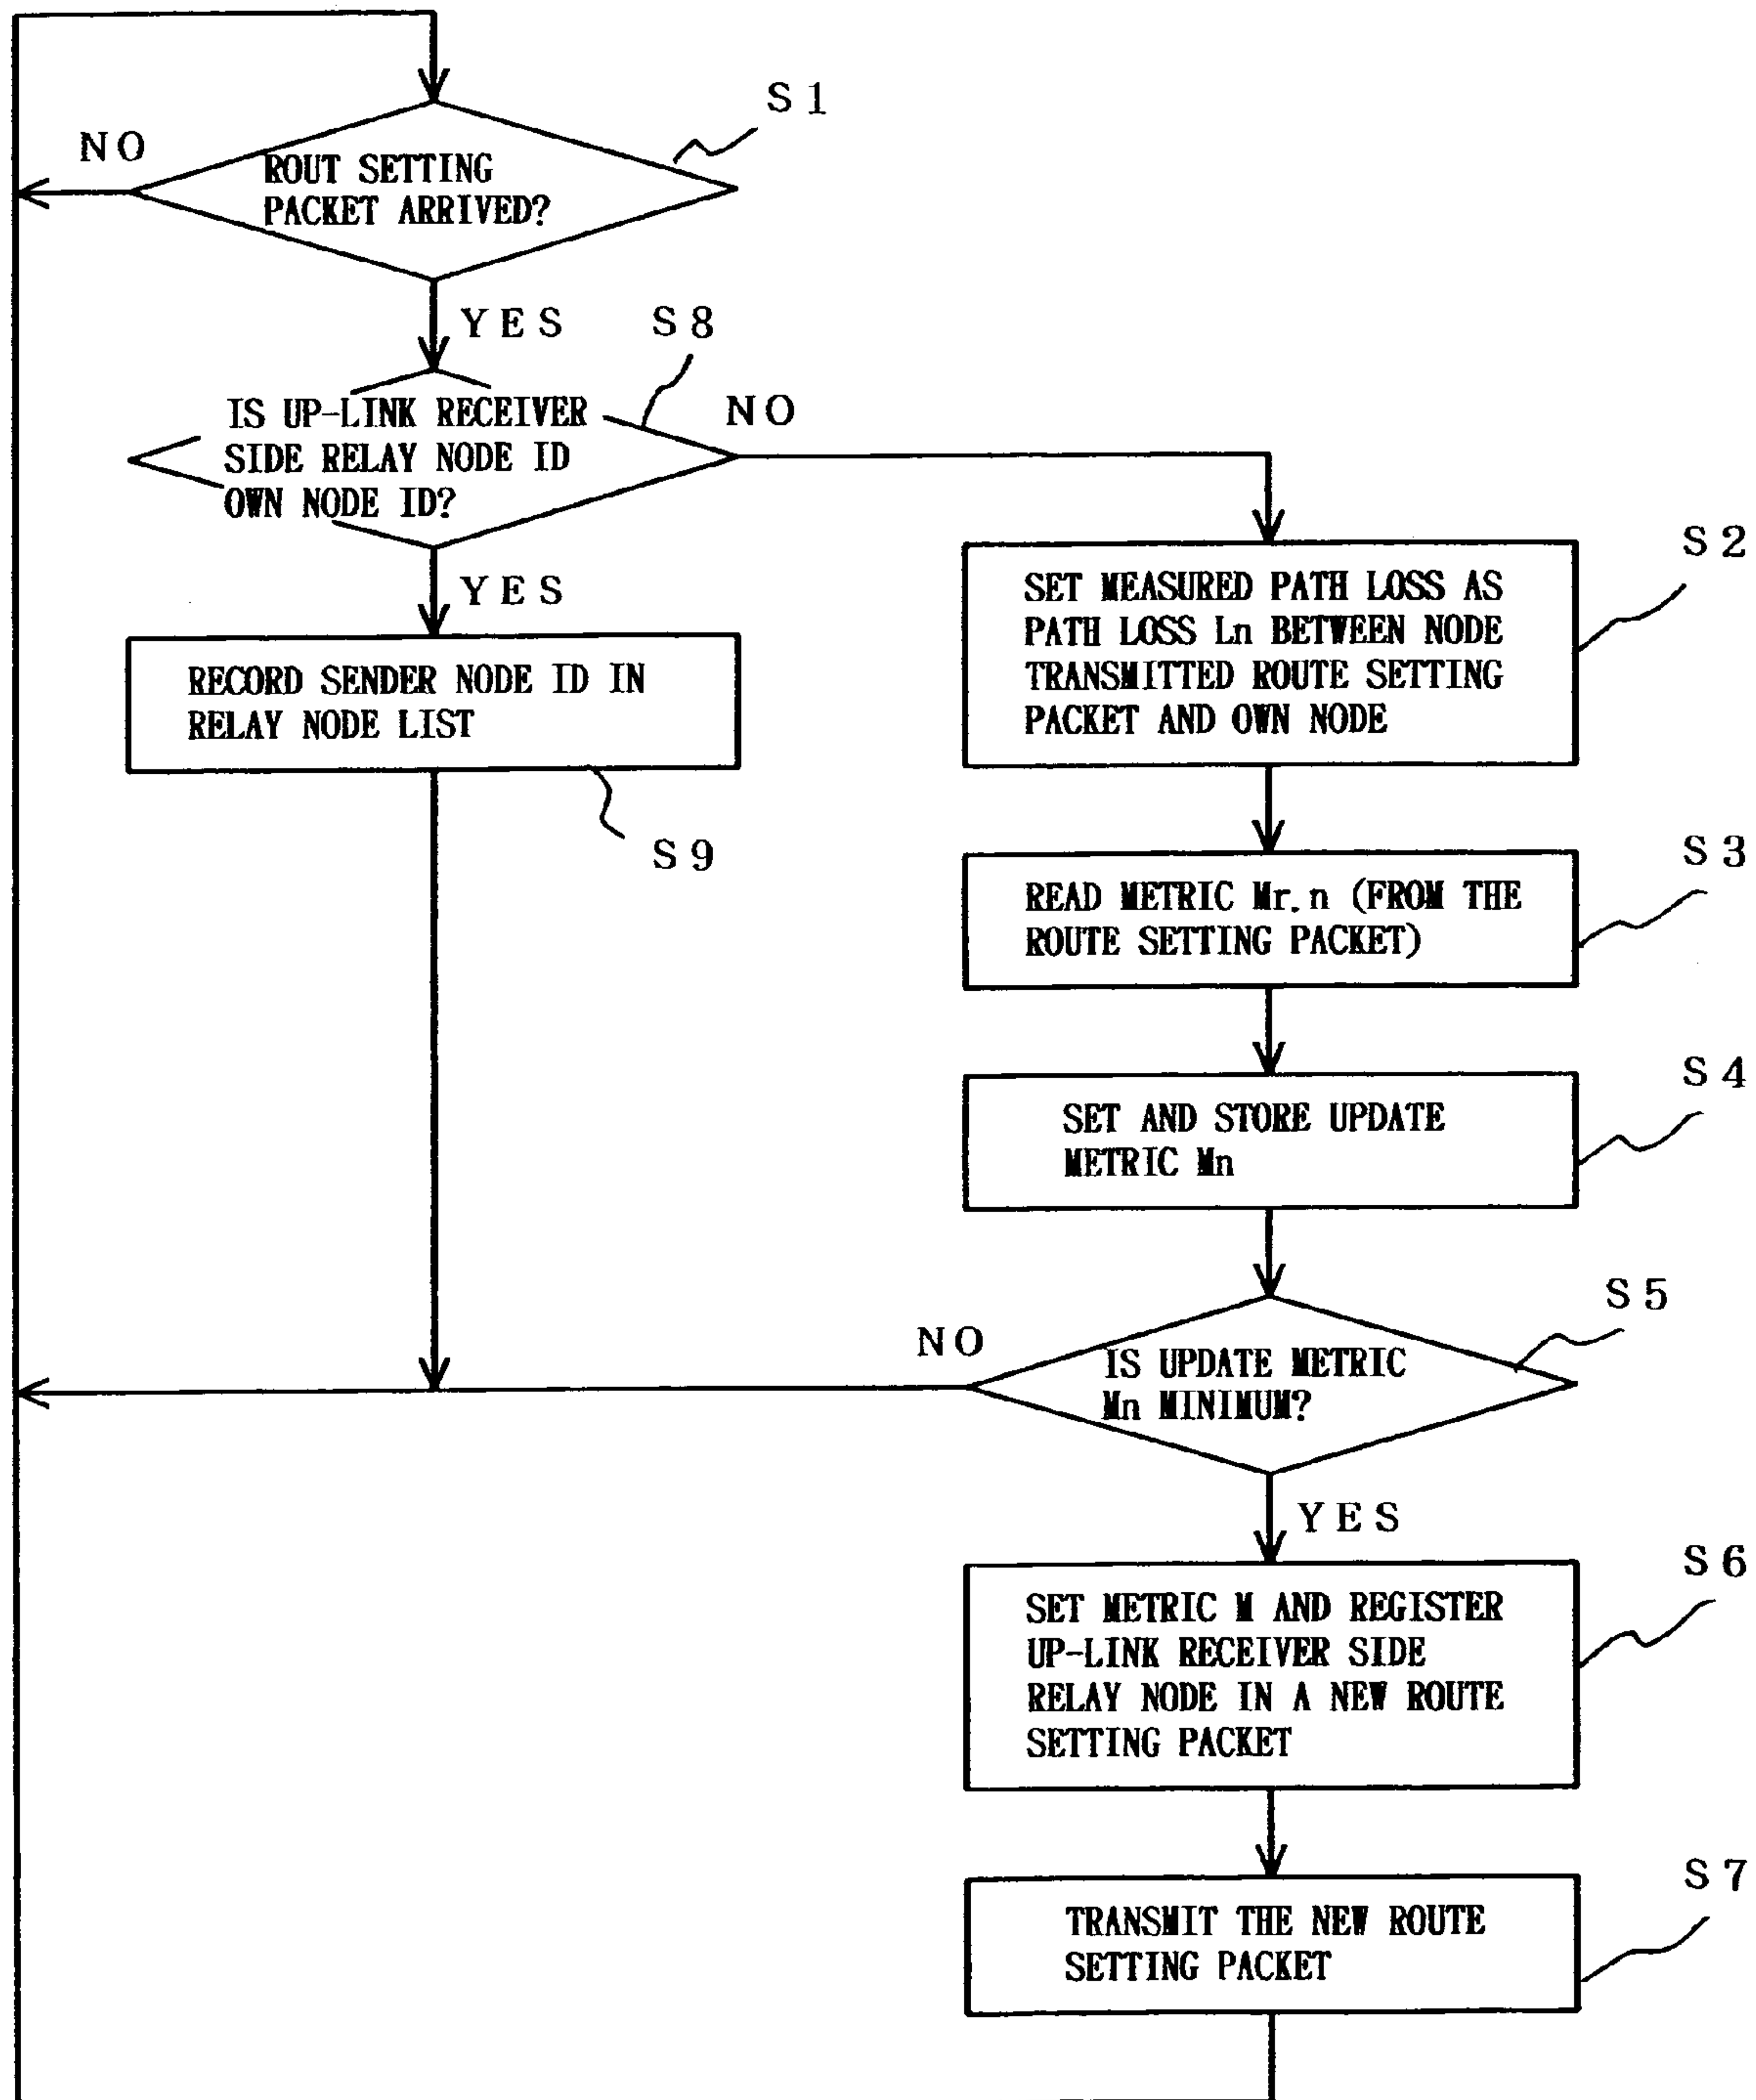 S1
NO
ROUT SETTING
PACKET ARRIVED?
YES
S8
IS UP-LINK RECEIVER
SIDE RELAY NODE ID
OWN NODE ID?
NO
YES
RECORD SENDER NODE ID IN
RELAY NODE LIST
S9
S2
SET MEASURED PATH LOSS AS
PATH LOSS Ln BETWEEN NODE
TRANSMITTED ROUTE SETTING
PACKET AND OWN NODE
S3
READ METRIC Mr.n (FROM THE
ROUTE SETTING PACKET)
S4
SET AND STORE UPDATE
METRIC Mn
S5
NO
IS UPDATE METRIC
Mn MINIMUM?
YES
S6
SET METRIC M AND REGISTER
UP-LINK RECEIVER SIDE
RELAY NODE IN A NEW ROUTE
SETTING PACKET
S7
TRANSMIT THE NEW ROUTE
SETTING PACKET